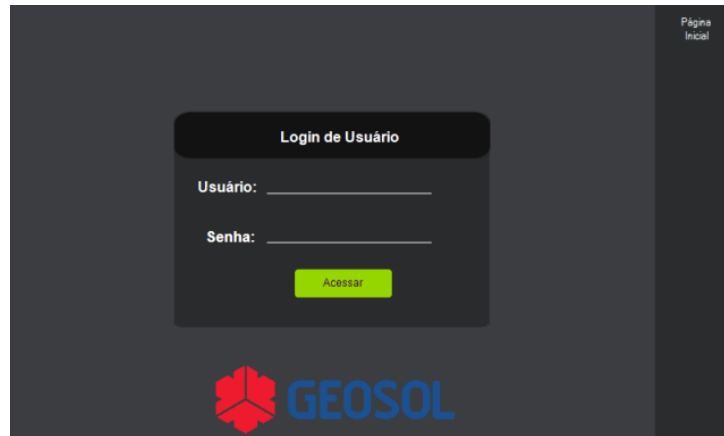 Página
Inicial
Login de Usuário
Usuário:
Senha:
Acessar
GEOSOL